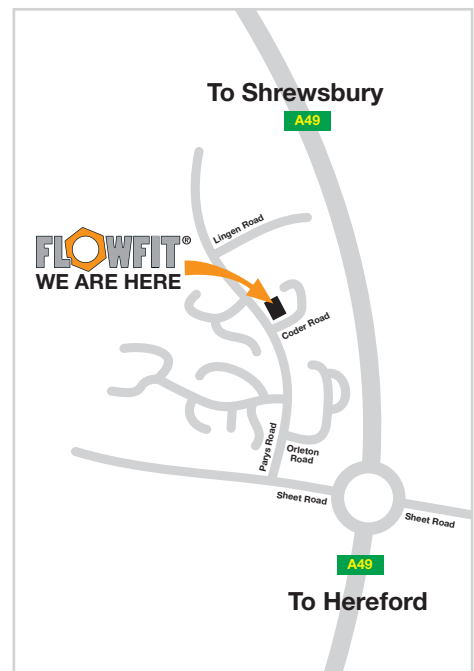 To Shrewsbury
A49
Lingen Road
FLOWFIT®
WE ARE HERE
Coder Road
Parys Road
Orleton
Road
Sheet Road
Sheet Road
A49
To Hereford